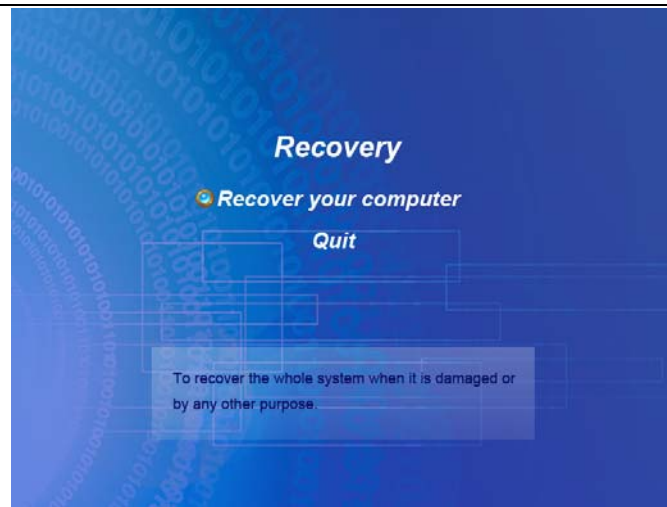 Recovery
Recover your computer
Quit
To recover the whole system when it is damaged or
by any other purpose.